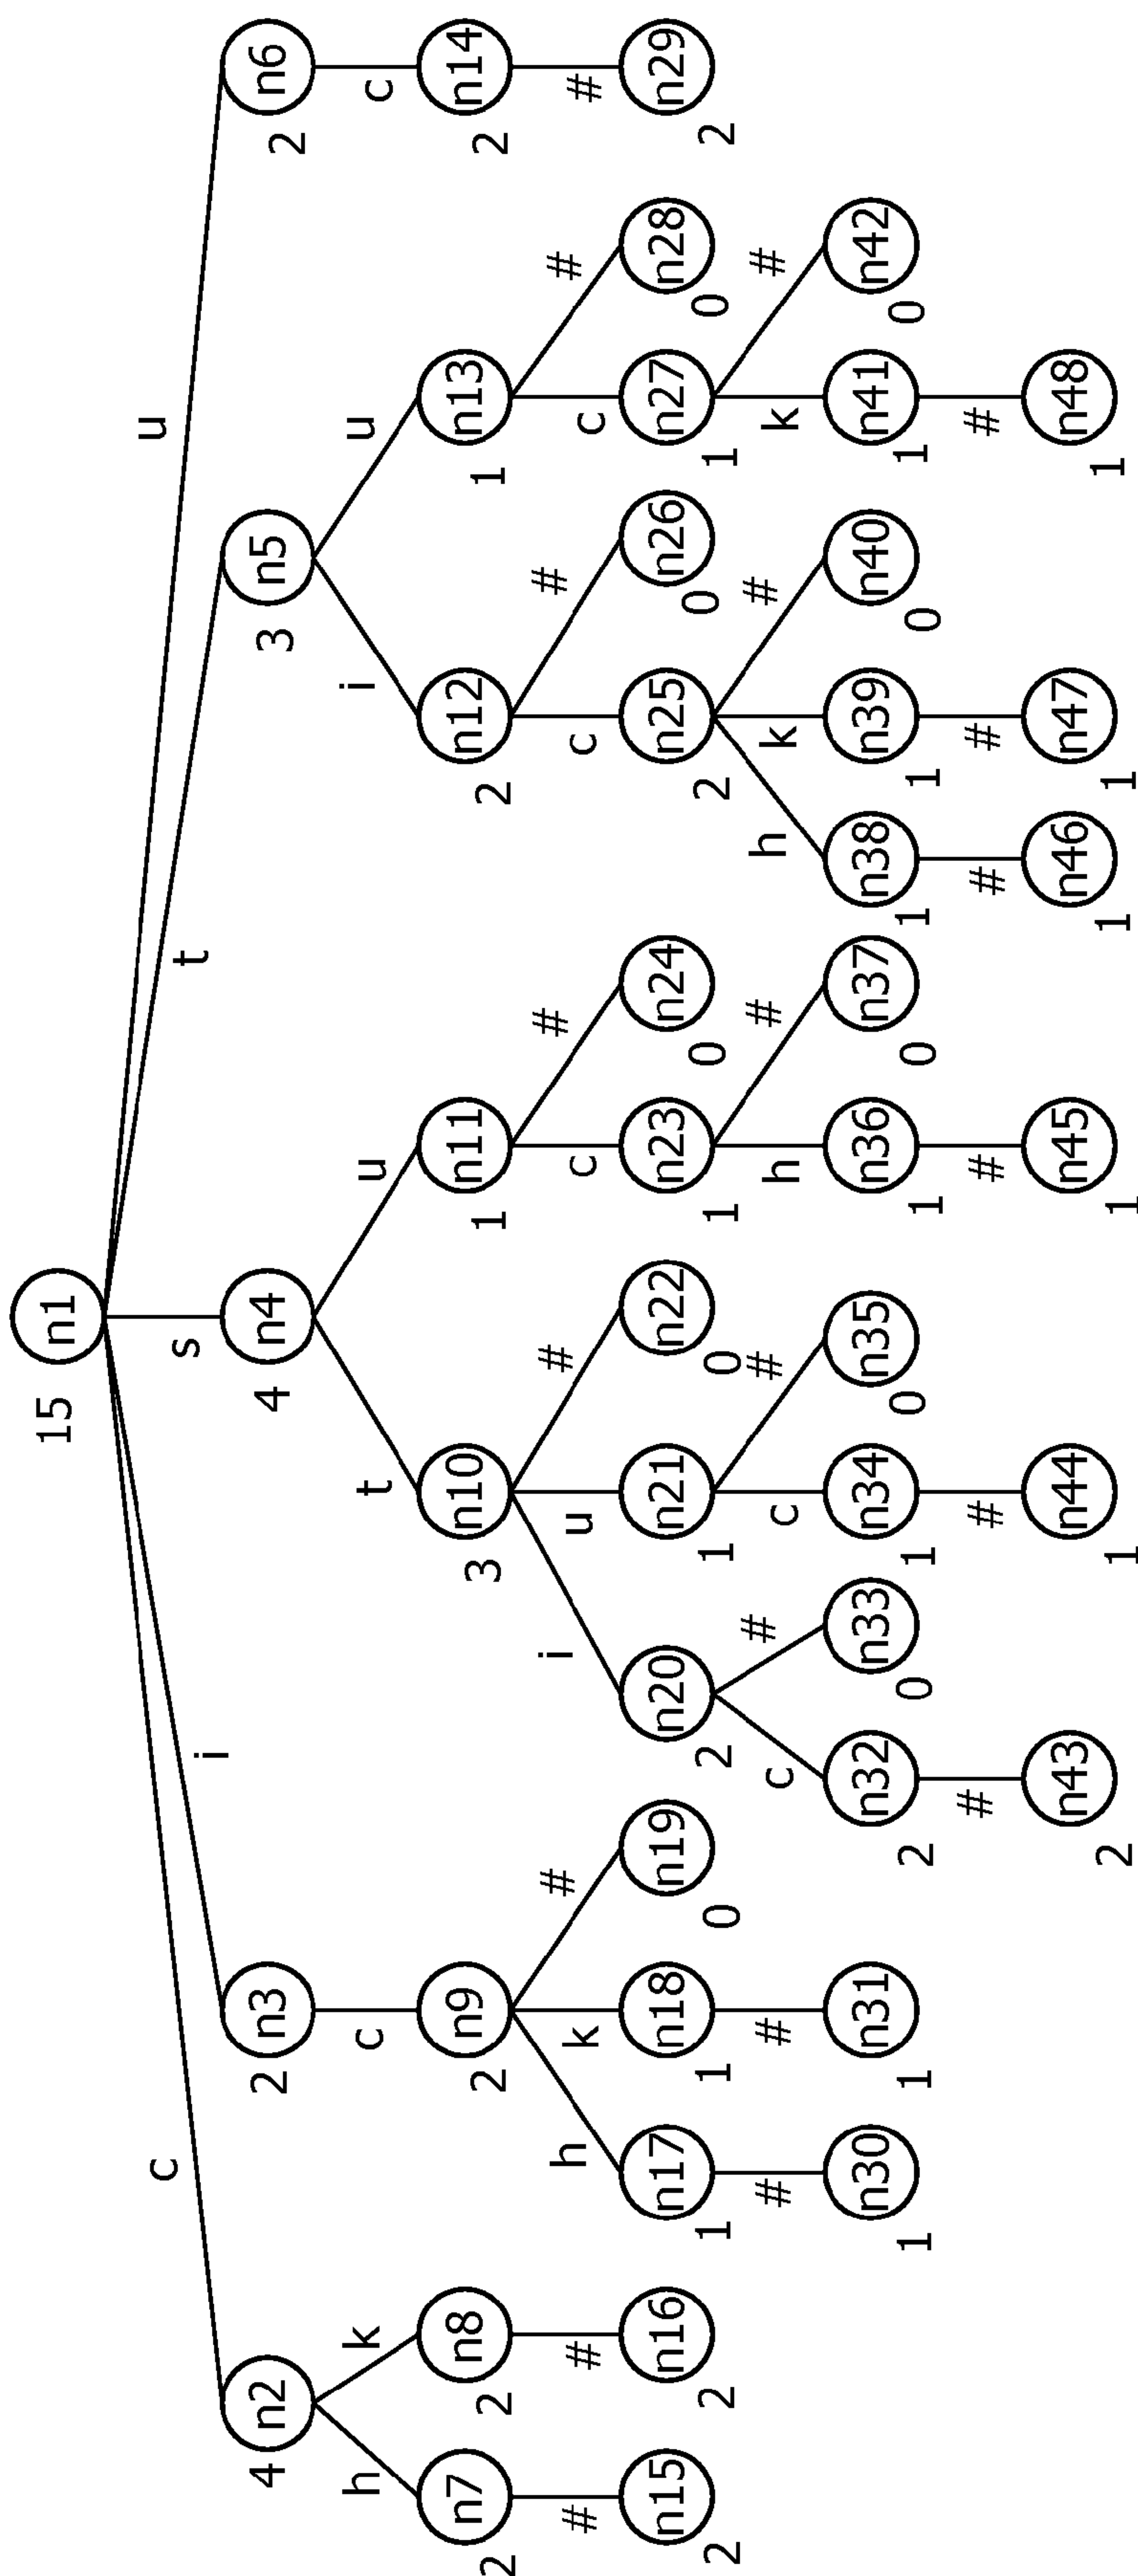 n1
15
c i s t u
n2 n3 n4 n5 n6
4 2 4 3 2
h k c t u i u c
n7 n8 n9 n10 n11 n12 n13 n14
2 2 2 3 1 2 1 2
# # h k # i u # c # c # c # #
n15 n16 n17 n18 n19 n20 n21 n22 n23 n24 n25 n26 n27 n28 n29
2 2 1 1 0 2 1 0 1 0 2 0 1 0 2
# # c # c # h # h k # k #
n30 n31 n32 n33 n34 n35 n36 n37 n38 n39 n40 n41 n42
1 1 2 0 1 0 1 0 1 1 0 1 0
# # # # # #
n43 n44 n45 n46 n47 n48
2 1 1 1 1 1